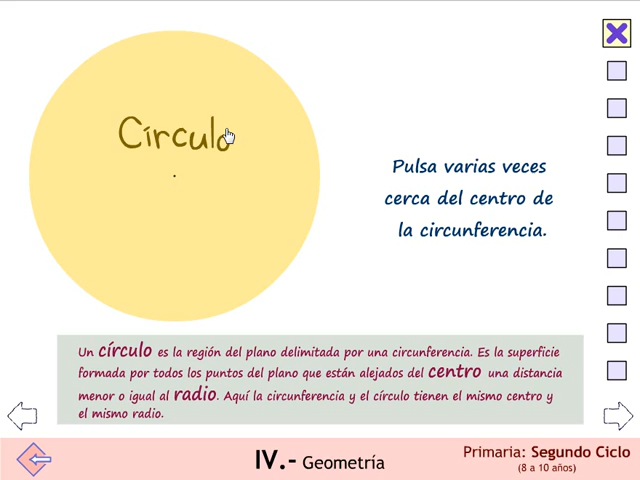 Círculo
Pulsa varias veces
cerca del centro de
la circunferencia.
Un círculo es la región del plano delimitada por una circunferencia. Es la superficie
formada por todos los puntos del plano que están alejados del centro una distancia
menor o igual al radio. Aquí la circunferencia y el círculo tienen el mismo centro y
el mismo radio.
IV.- Geometría
Primaria: Segundo Ciclo
(8 a 10 años)